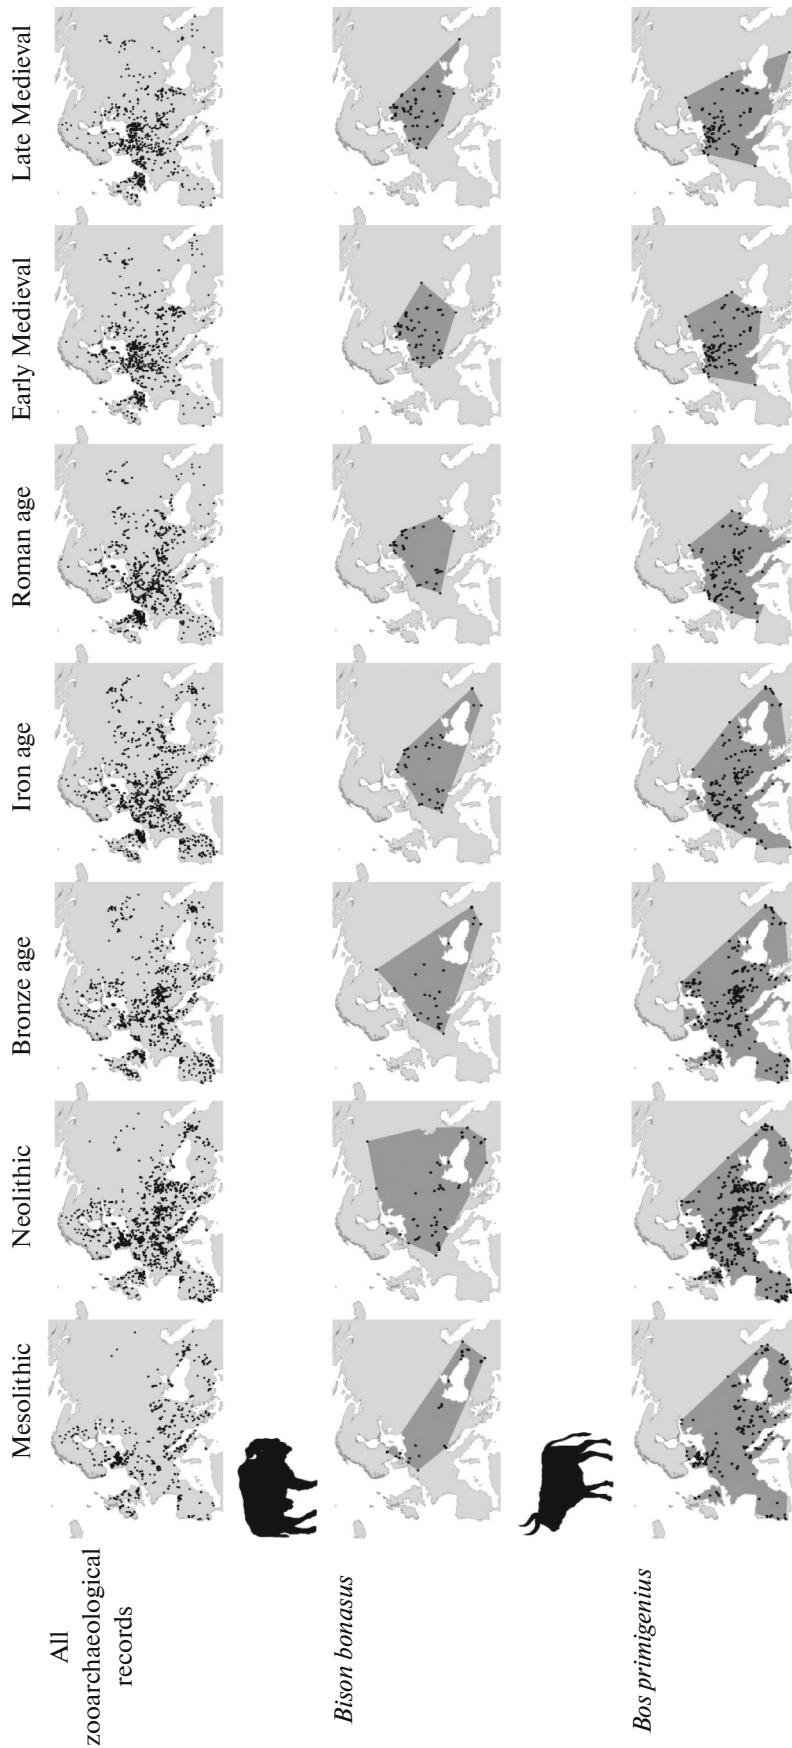 Mesolithic
Neolithic
Bronze age
Iron age
Roman age
Early Medieval
Late Medieval
All
zooarchaeological
records
Bison bonasus
Bos primigenius